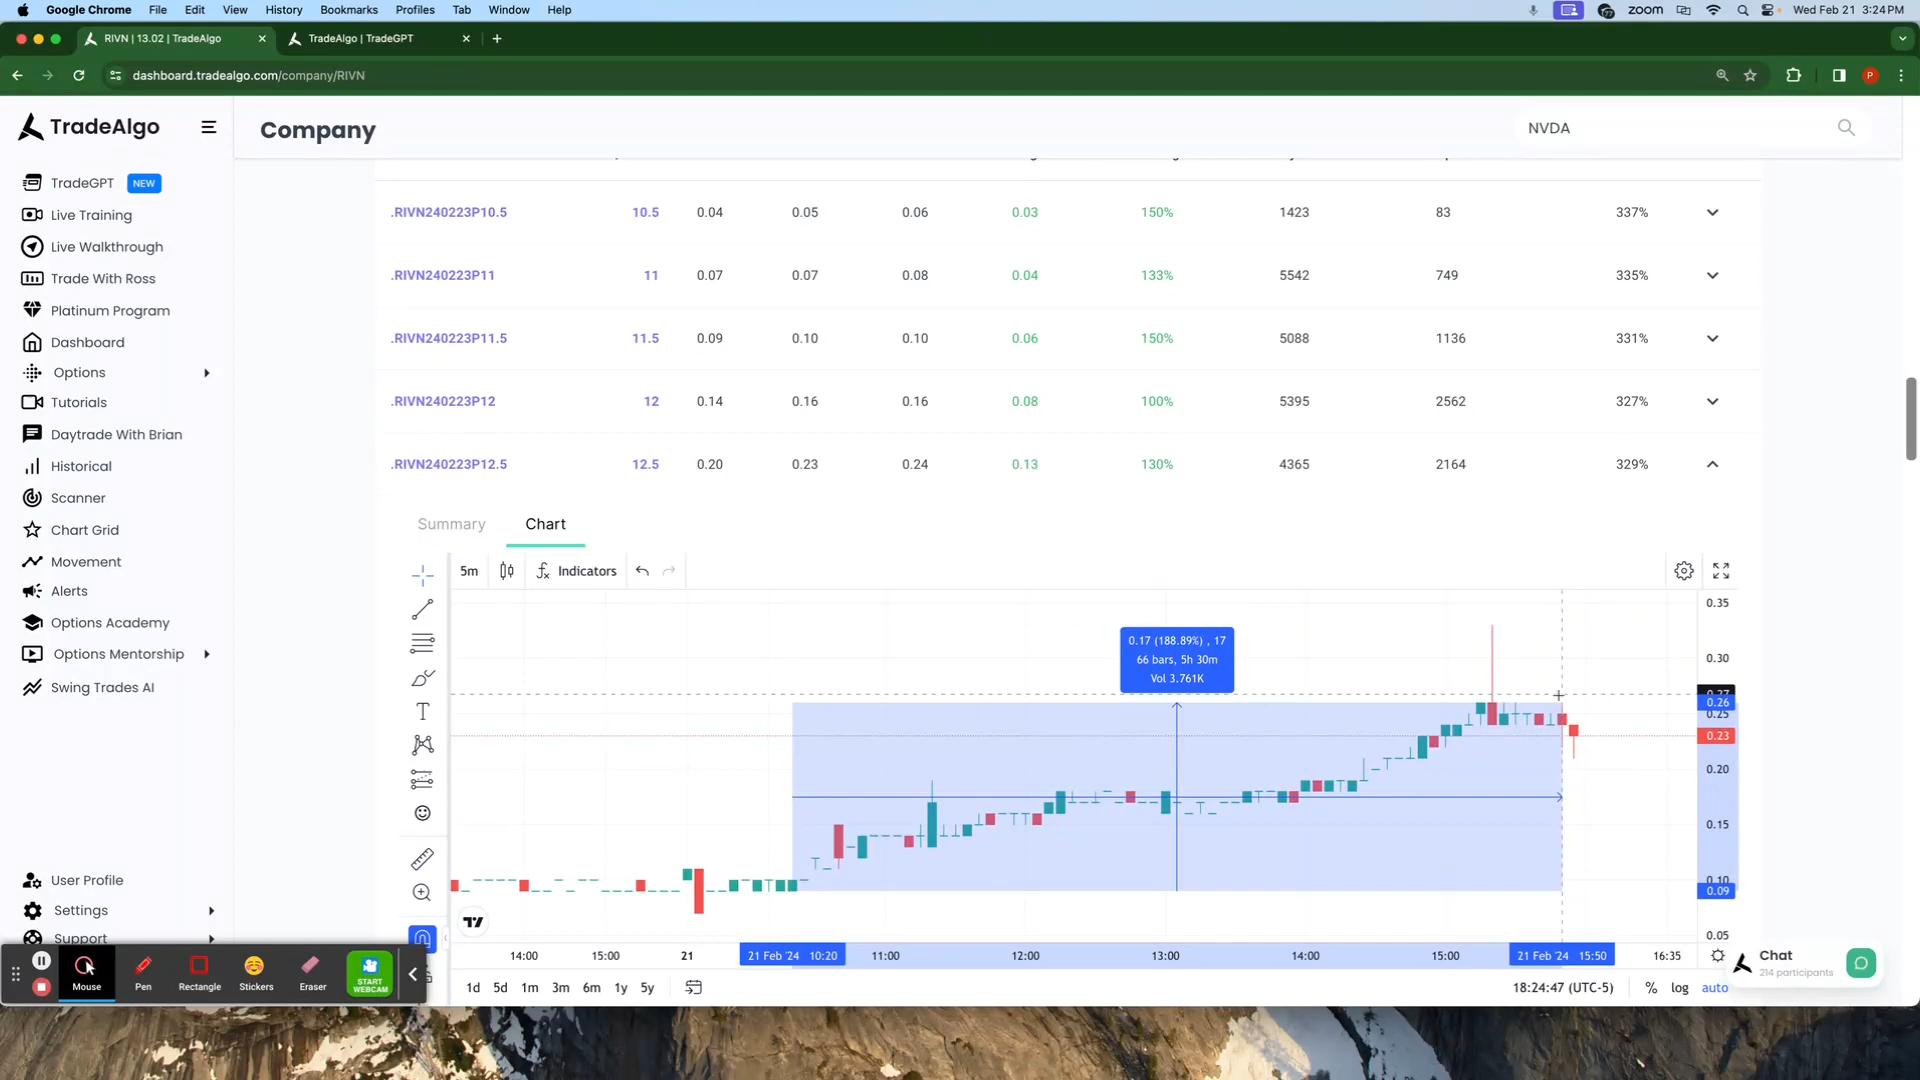 Google Chrome File Edit View History Bookmarks Profiles Tab Window Help zoom Wed Feb 21 3:24 PM
RIVN | 13.02 | TradeAlgo TradeAlgo | TradeGPT
dashboard.tradealgo.com/company/RIVN
TradeAlgo
Company
NVDA
TradeGPT NEW
Live Training
Live Walkthrough
Trade With Ross
Platinum Program
Dashboard
Options
Tutorials
Daytrade With Brian
Historical
Scanner
Chart Grid
Movement
Alerts
Options Academy
Options Mentorship
Swing Trades AI
User Profile
Settings
Support
.RIVN240223P10.5 10.5 0.04 0.05 0.06 0.03 150% 1423 83 337%
.RIVN240223P11 11 0.07 0.07 0.08 0.04 133% 5542 749 335%
.RIVN240223P11.5 11.5 0.09 0.10 0.10 0.06 150% 5088 1136 331%
.RIVN240223P12 12 0.14 0.16 0.16 0.08 100% 5395 2562 327%
.RIVN240223P12.5 12.5 0.20 0.23 0.24 0.13 130% 4365 2164 329%
Summary Chart
5m Indicators
0.17 (188.89%) , 17
66 bars, 5h 30m
Vol 3.761K
0.35
0.30
0.27
0.26
0.25
0.23
0.20
0.15
0.10
0.09
0.05
14:00 15:00 21 21 Feb '24 10:20 11:00 12:00 13:00 14:00 15:00 21 Feb '24 15:50 16:35
1d 5d 1m 3m 6m 1y 5y 18:24:47 (UTC-5) % log auto
Mouse Pen Rectangle Stickers Eraser START
WEBCAM
Chat
214 participants
P